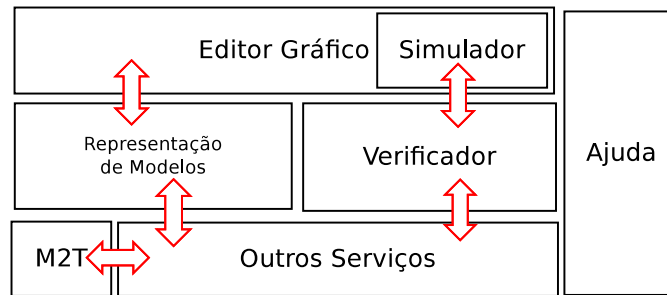 Editor Gráfico
Simulador
Representação
de Modelos
Verificador
Ajuda
M2T
Outros Serviços